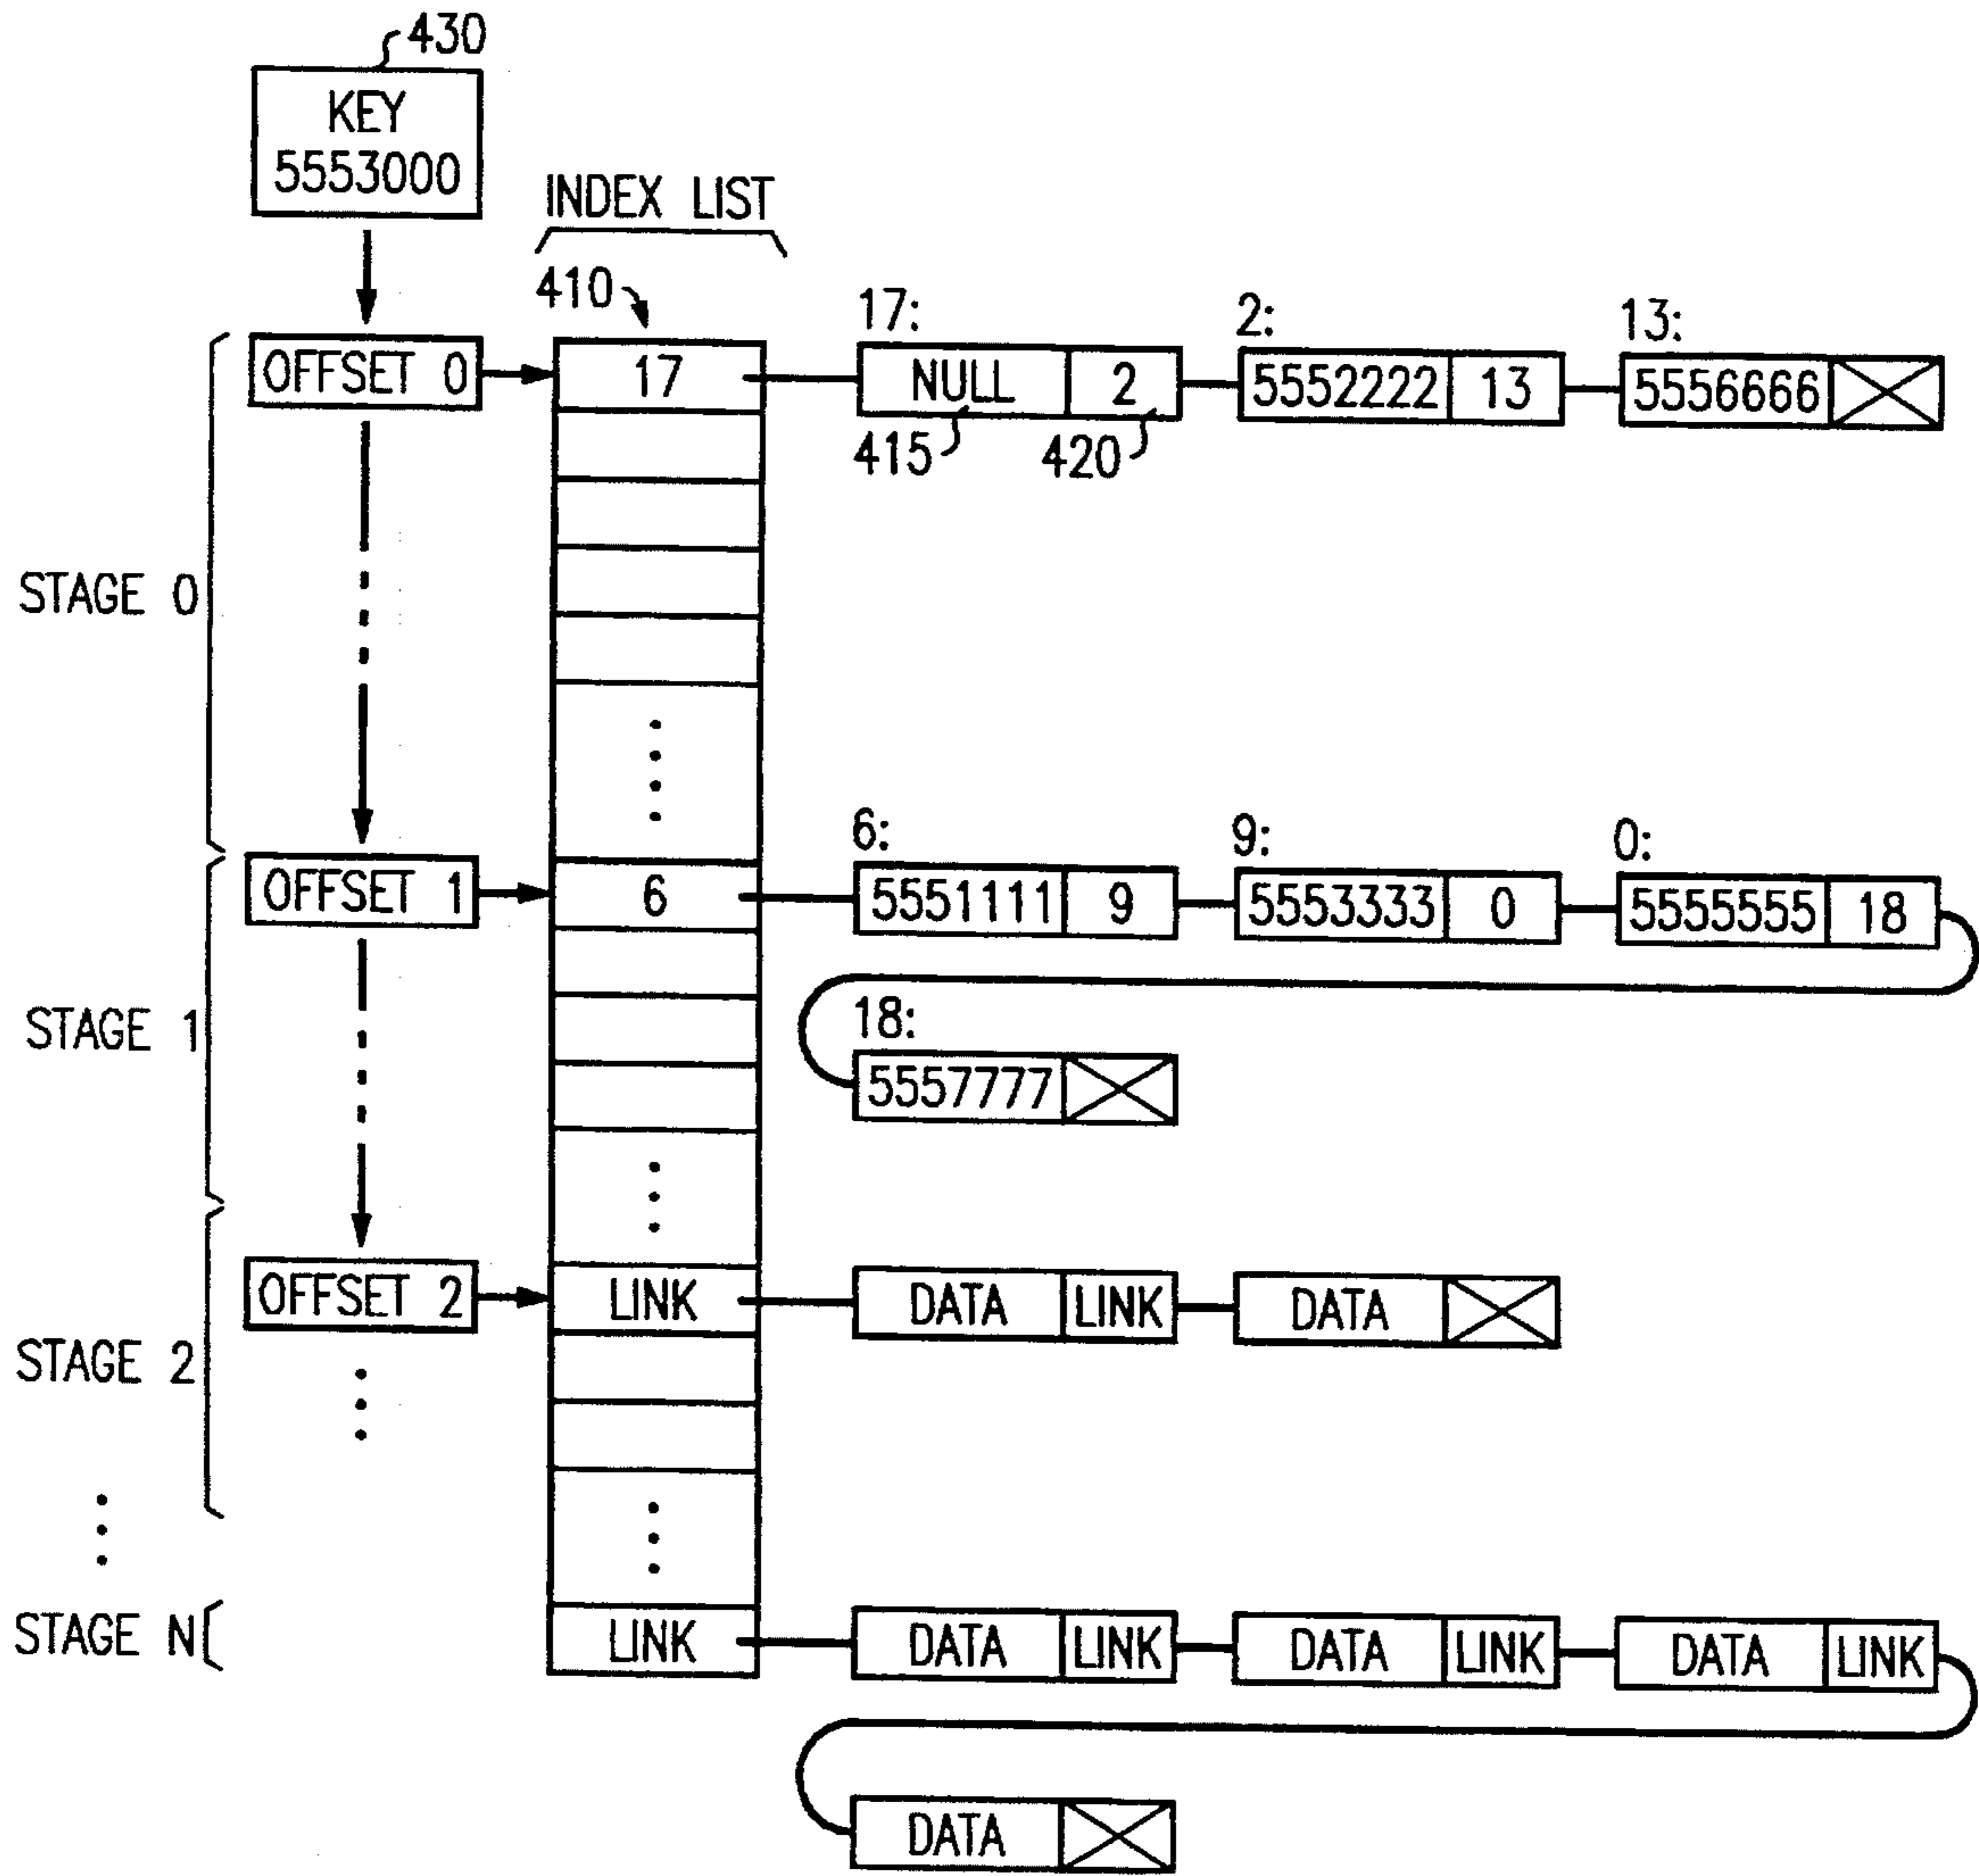 430
KEY
5553000
INDEX LIST
410
17:
2:
13:
OFFSET 0
17
NULL
2
5552222
13
5556666
415
420
STAGE 0
6:
9:
0:
OFFSET 1
6
5551111
9
5553333
0
5555555
18
STAGE 1
18:
5557777
OFFSET 2
LINK
DATA
LINK
DATA
STAGE 2
STAGE N
LINK
DATA
LINK
DATA
LINK
DATA
LINK
DATA